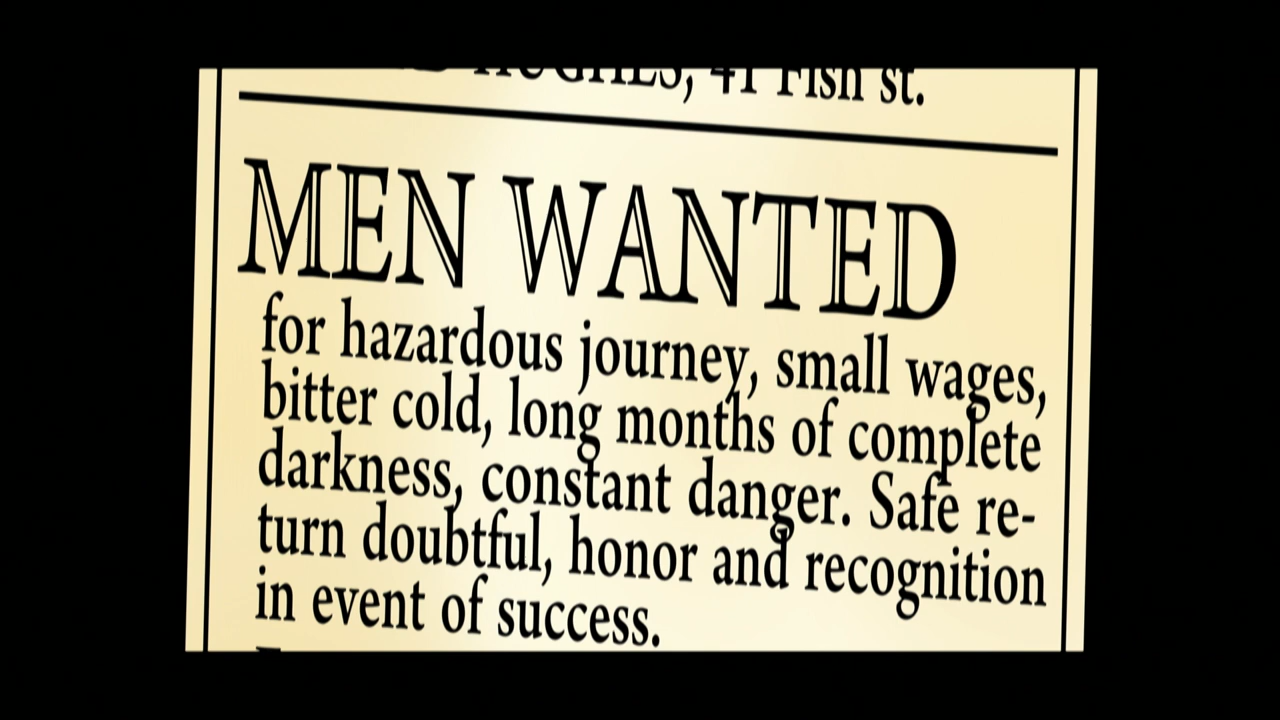 HUGHES, 41 Fish st.
MEN WANTED
for hazardous journey, small wages,
bitter cold, long months of complete
darkness, constant danger. Safe re-
turn doubtful, honor and recognition
in event of success.